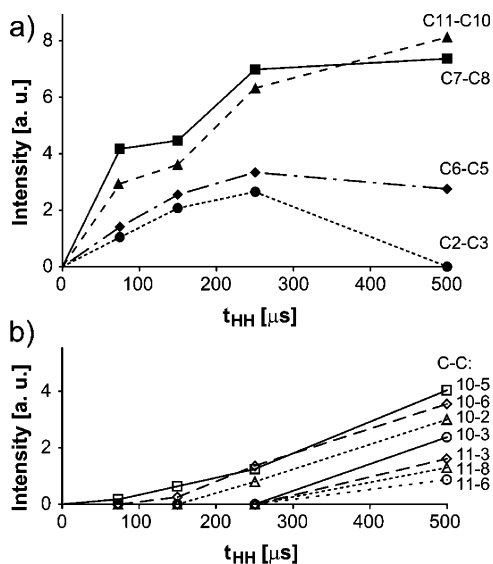 a)
Intensity [a. u.]
8
6
4
2
0
C11-C10
C7-C8
C6-C5
C2-C3
0 100 200 300 400 500
tHH [μs]
b)
Intensity [a. u.]
4
2
0
C-C:
10-5
10-6
10-2
10-3
11-3
11-8
11-6
0 100 200 300 400 500
tHH [μs]